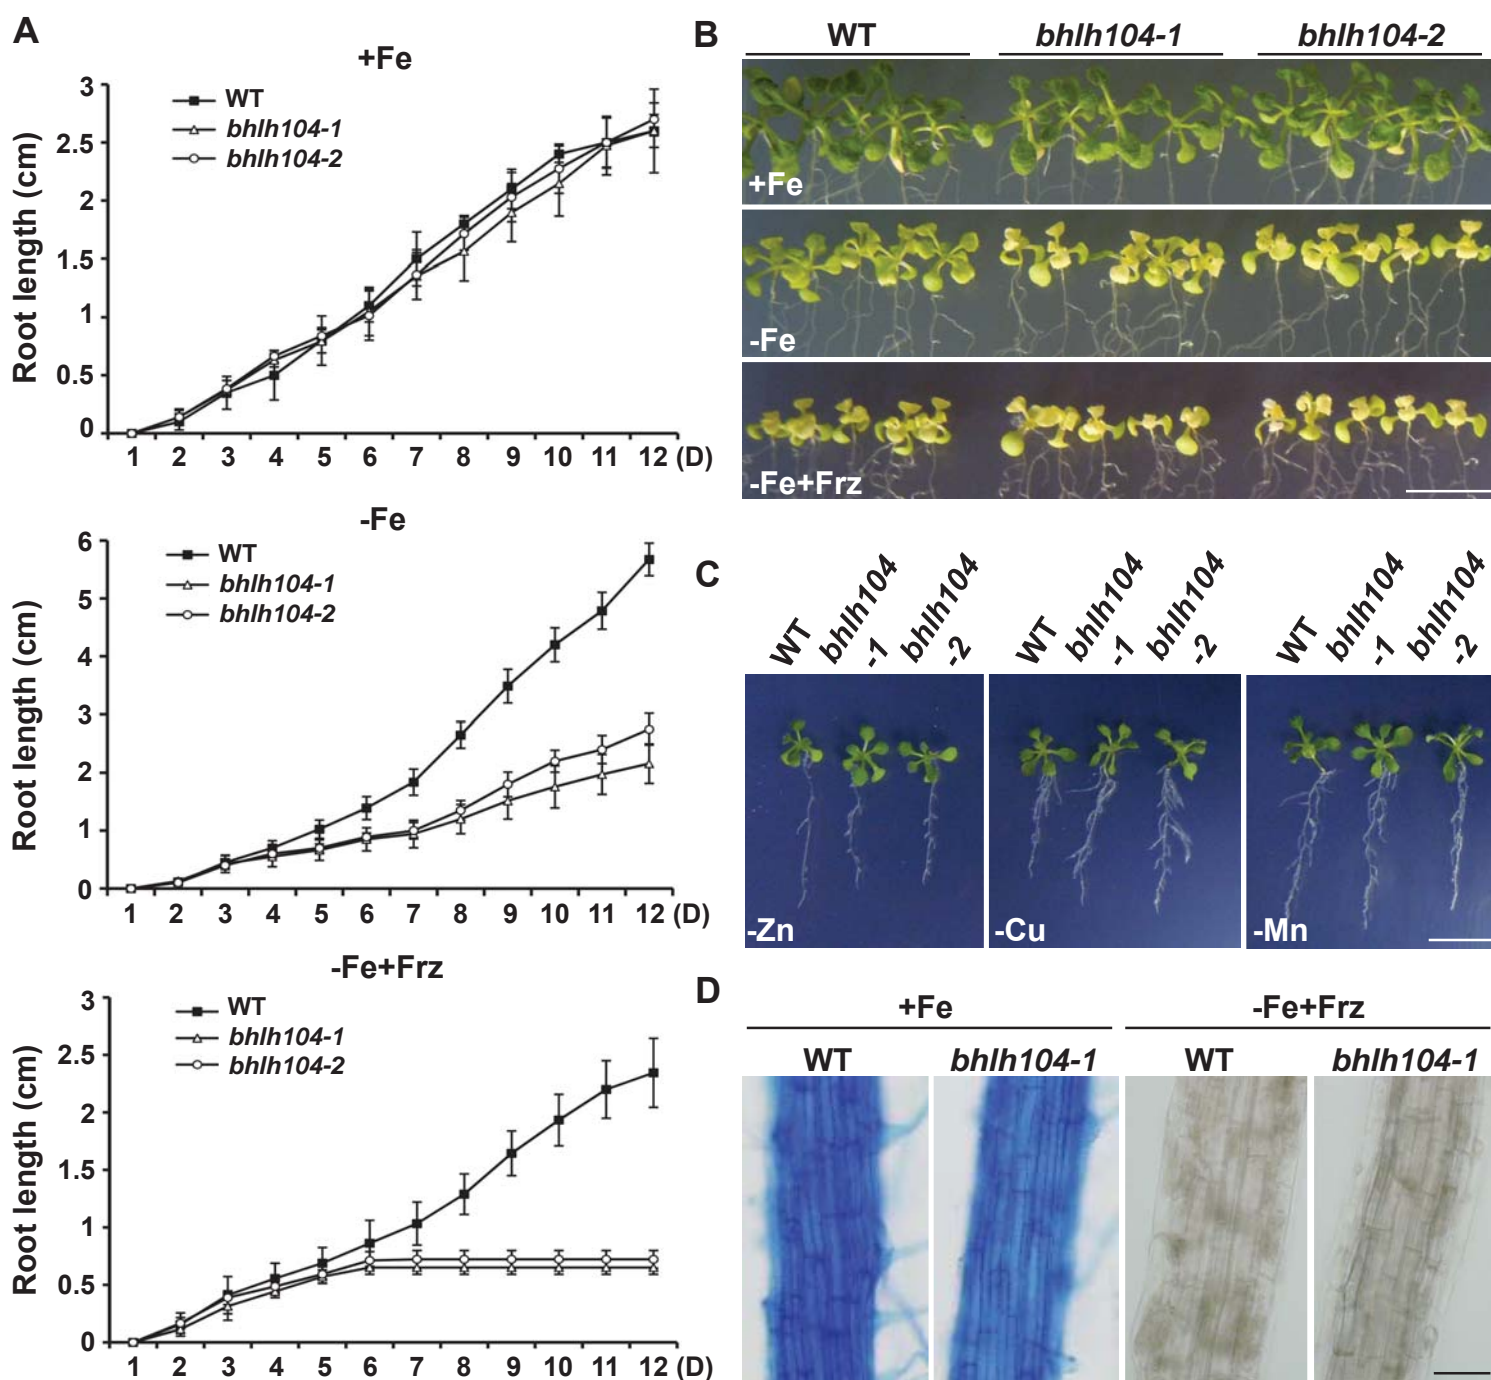 A
+Fe
WT
bhlh104-1
bhlh104-2
Root length (cm)
3
2.5
2
1.5
1
0.5
0
1 2 3 4 5 6 7 8 9 10 11 12 (D)
-Fe
WT
bhlh104-1
bhlh104-2
Root length (cm)
6
5
4
3
2
1
0
1 2 3 4 5 6 7 8 9 10 11 12 (D)
-Fe+Frz
WT
bhlh104-1
bhlh104-2
Root length (cm)
3
2.5
2
1.5
1
0.5
0
1 2 3 4 5 6 7 8 9 10 11 12 (D)
B
WT bhlh104-1 bhlh104-2
+Fe
-Fe
-Fe+Frz
C
WT
bhlh104
-1
bhlh104
-2
WT
bhlh104
-1
bhlh104
-2
WT
bhlh104
-1
bhlh104
-2
-Zn
-Cu
-Mn
D
+Fe -Fe+Frz
WT bhlh104-1 WT bhlh104-1